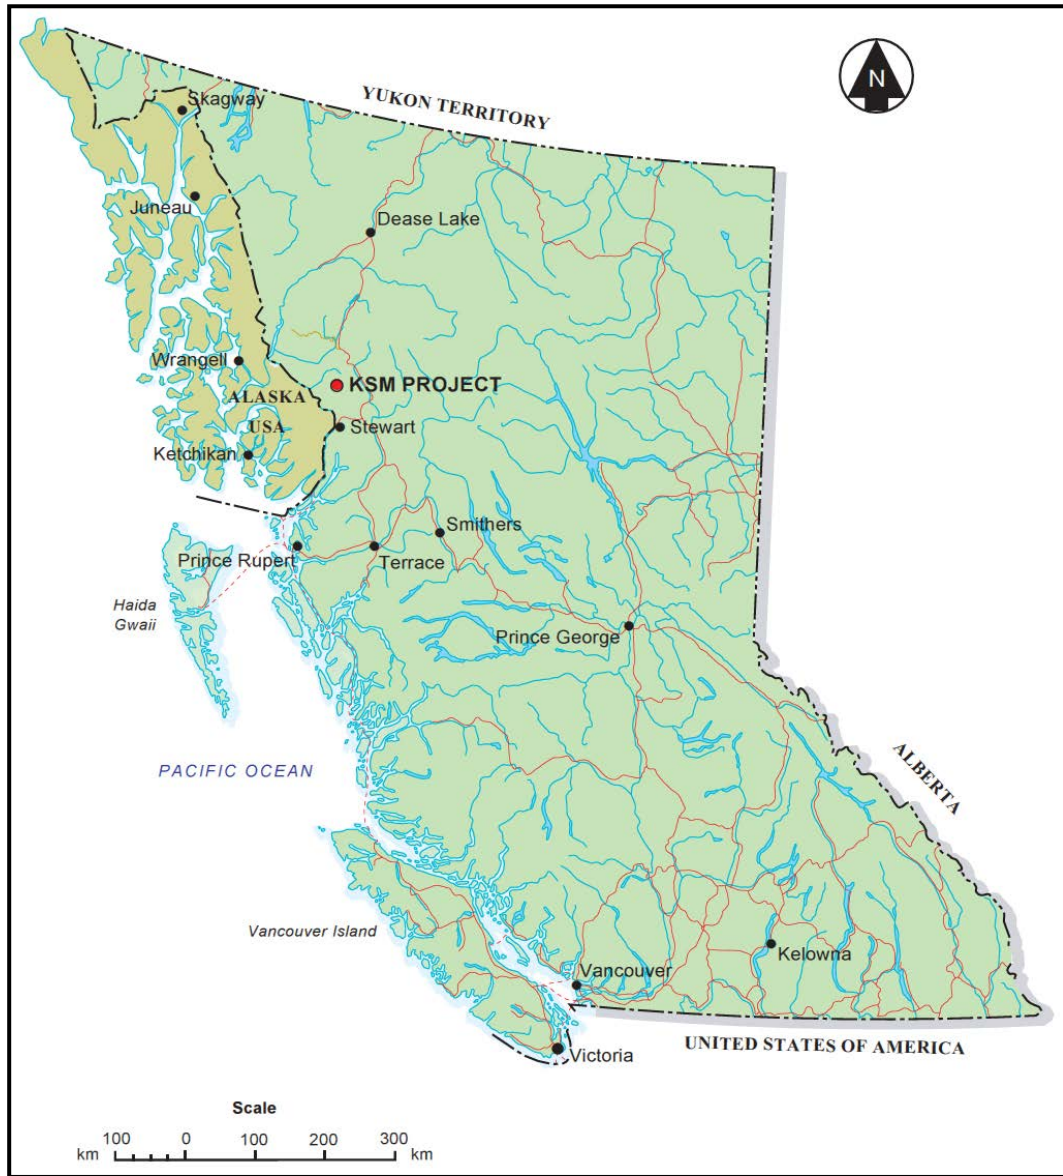 N
YUKON TERRITORY
Skagway
Juneau
Dease Lake
Wrangell
KSM PROJECT
ALASKA
USA
Stewart
Ketchikan
Smithers
Prince Rupert
Terrace
Haida
Gwaii
Prince George
PACIFIC OCEAN
ALBERTA
Vancouver Island
Kelowna
Vancouver
UNITED STATES OF AMERICA
Victoria
Scale
100 0 100 200 300
km km